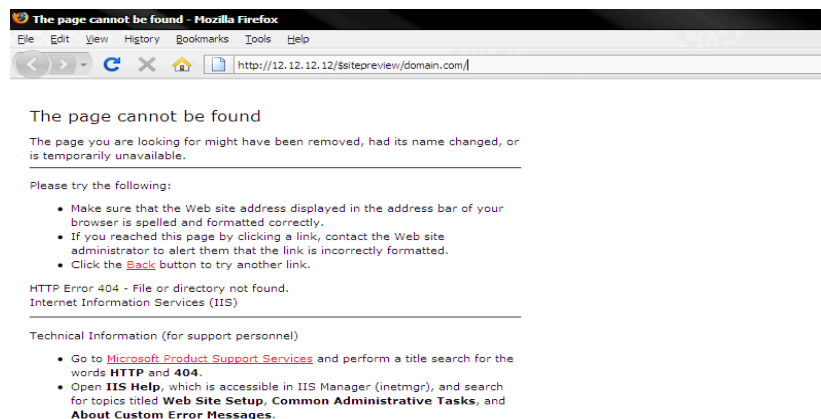 The page cannot be found - Mozilla Firefox
File Edit View History Bookmarks Tools Help
http://12.12.12.12/$sitepreview/domain.com/
The page cannot be found
The page you are looking for might have been removed, had its name changed, or
is temporarily unavailable.
Please try the following:
• Make sure that the Web site address displayed in the address bar of your
browser is spelled and formatted correctly.
• If you reached this page by clicking a link, contact the Web site
administrator to alert them that the link is incorrectly formatted.
• Click the Back button to try another link.
HTTP Error 404 - File or directory not found.
Internet Information Services (IIS)
Technical Information (for support personnel)
• Go to Microsoft Product Support Services and perform a title search for the
words HTTP and 404.
• Open IIS Help, which is accessible in IIS Manager (inetmgr), and search
for topics titled Web Site Setup, Common Administrative Tasks, and
About Custom Error Messages.